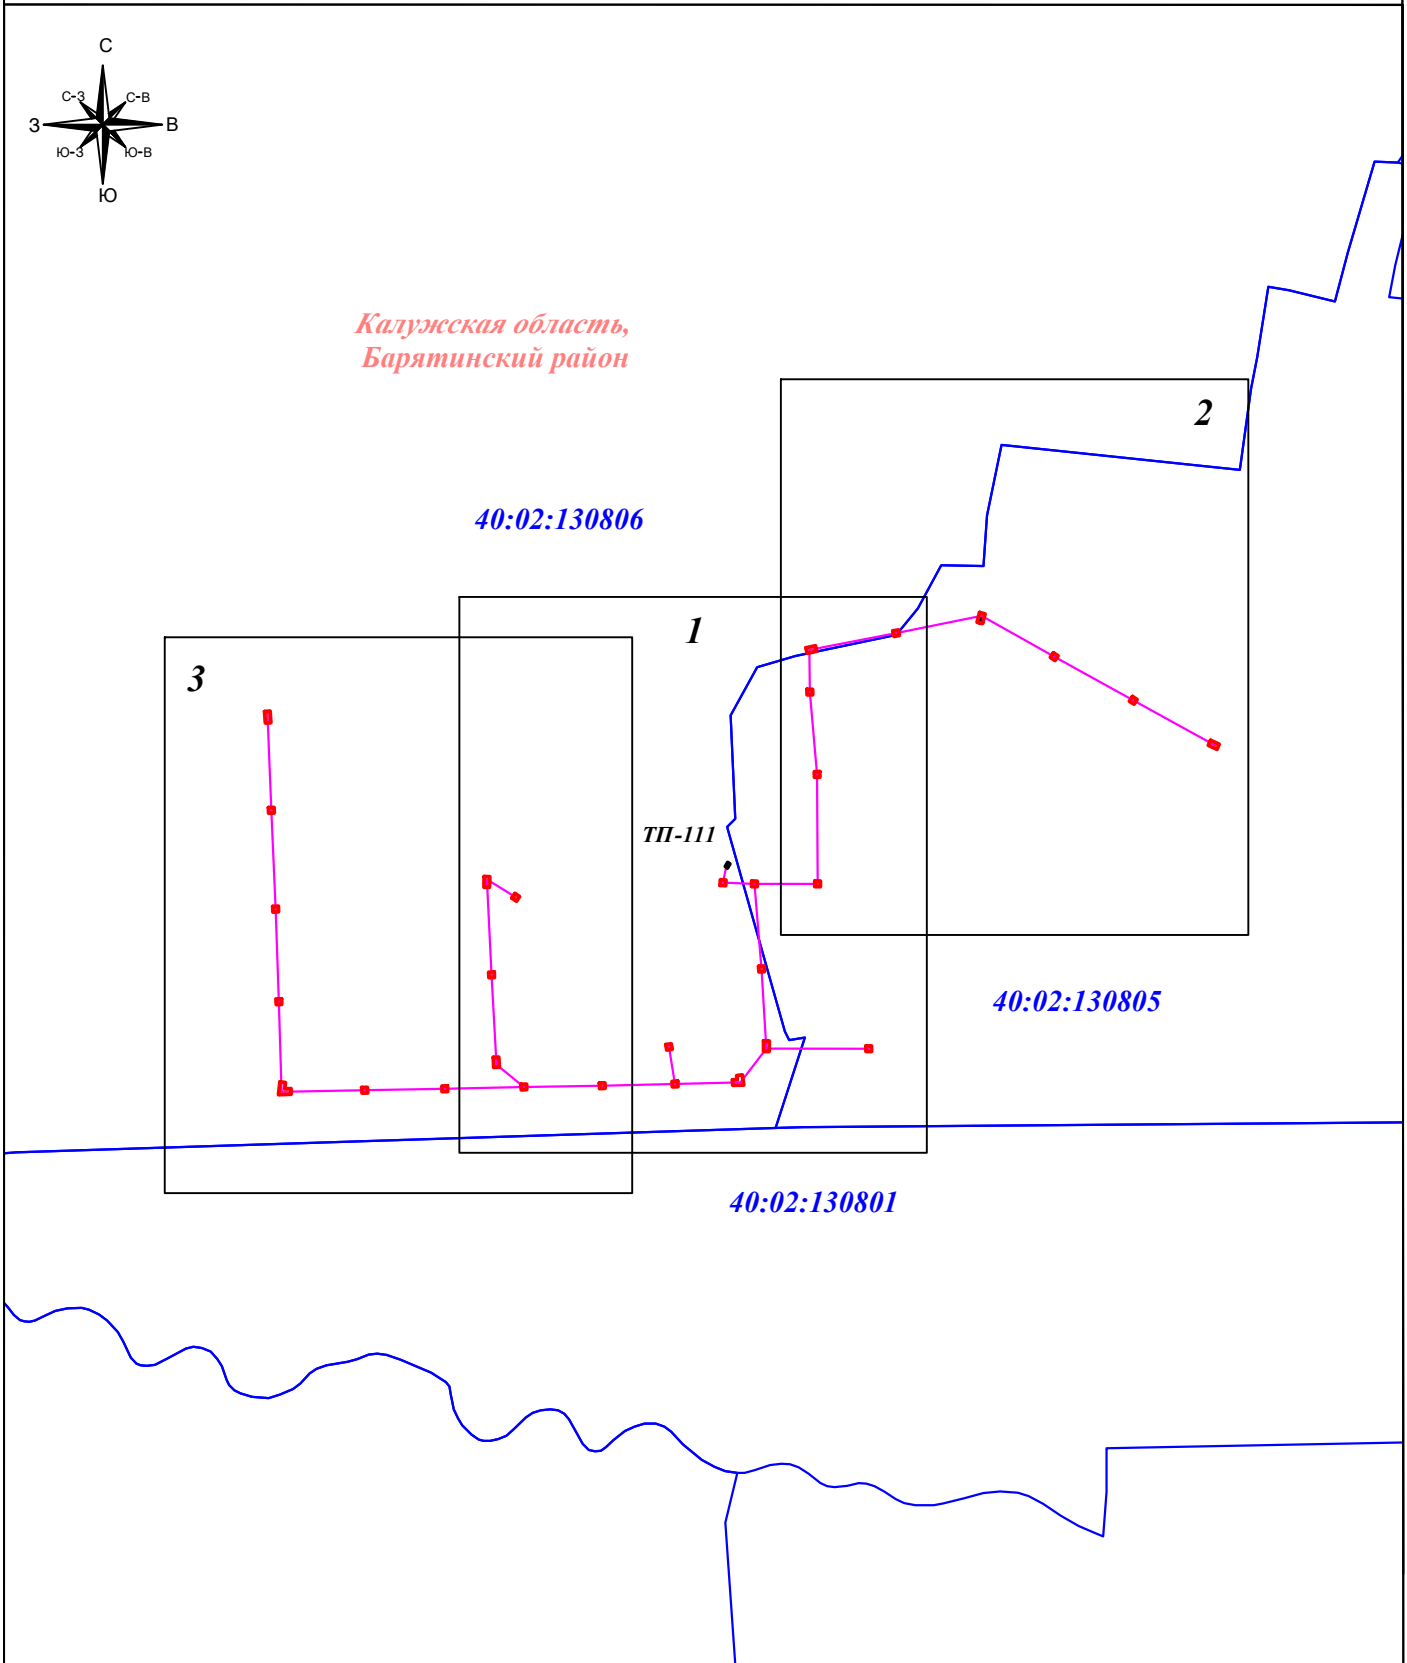 С
С-З
С-В
З
В
Ю-З
Ю-В
Ю
Калужская область,
Барятинский район
2
40:02:130806
1
3
ТП-111
40:02:130805
40:02:130801